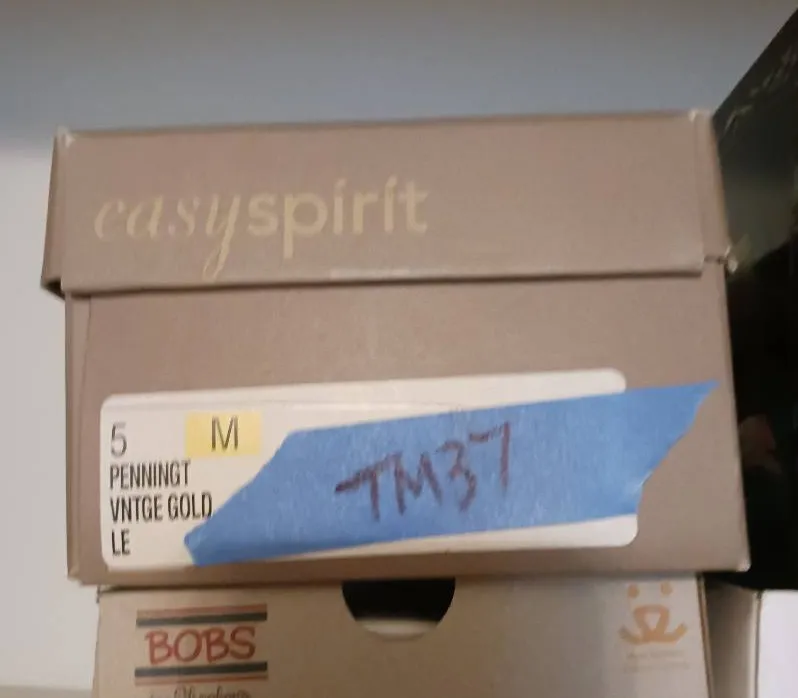 easyspirit
5 M
PENNINGT
VNTGE GOLD
LE
TM37
BOBS